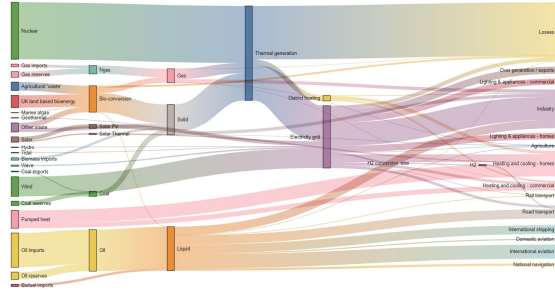 Nuclear
Thermal generation
Losses
Gas imports
Gas reserves
Ngas
Gas
Over generation / exports
Lighting & appliances - commercial
Agricultural 'waste'
UK land based bioenergy
Bio-conversion
District heating
Industry
Marine algae
Geothermal
Solid
Other waste
Solar PV
Solar
Solar Thermal
Electricity grid
Lighting & appliances - homes
Hydro
Tidal
Agriculture
Biomass imports
Wave
Coal imports
H2 conversion
H2
Heating and cooling - homes
Wind
Coal
Heating and cooling - commercial
Rail transport
Coal reserves
Pumped heat
Road transport
International shipping
Oil imports
Oil
Liquid
Domestic aviation
International aviation
National navigation
Oil reserves
Biofuel imports